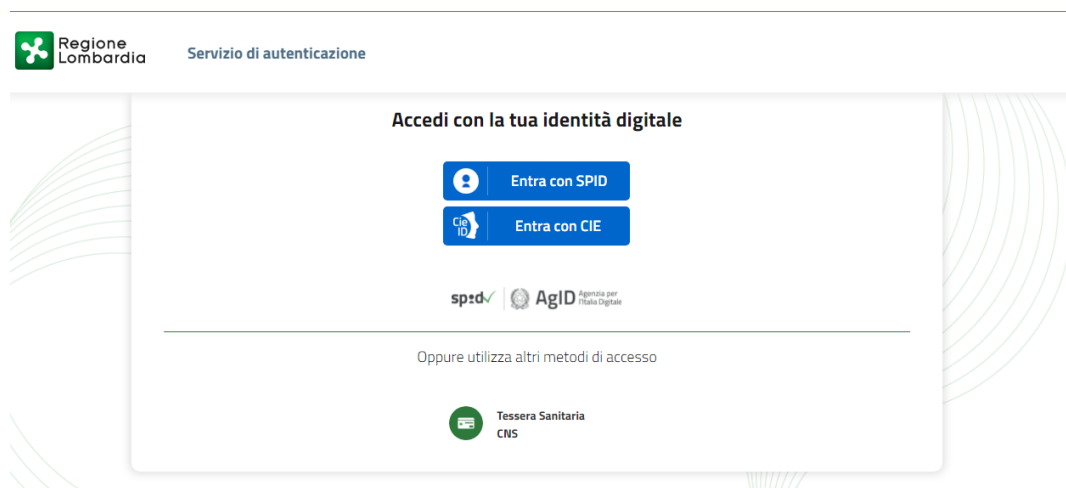 Regione
Lombardia
Servizio di autenticazione
Accedi con la tua identità digitale
Entra con SPID
Cie
ID
Entra con CIE
spid
AgID
Agenzia per
l'Italia Digitale
Oppure utilizza altri metodi di accesso
Tessera Sanitaria
CNS